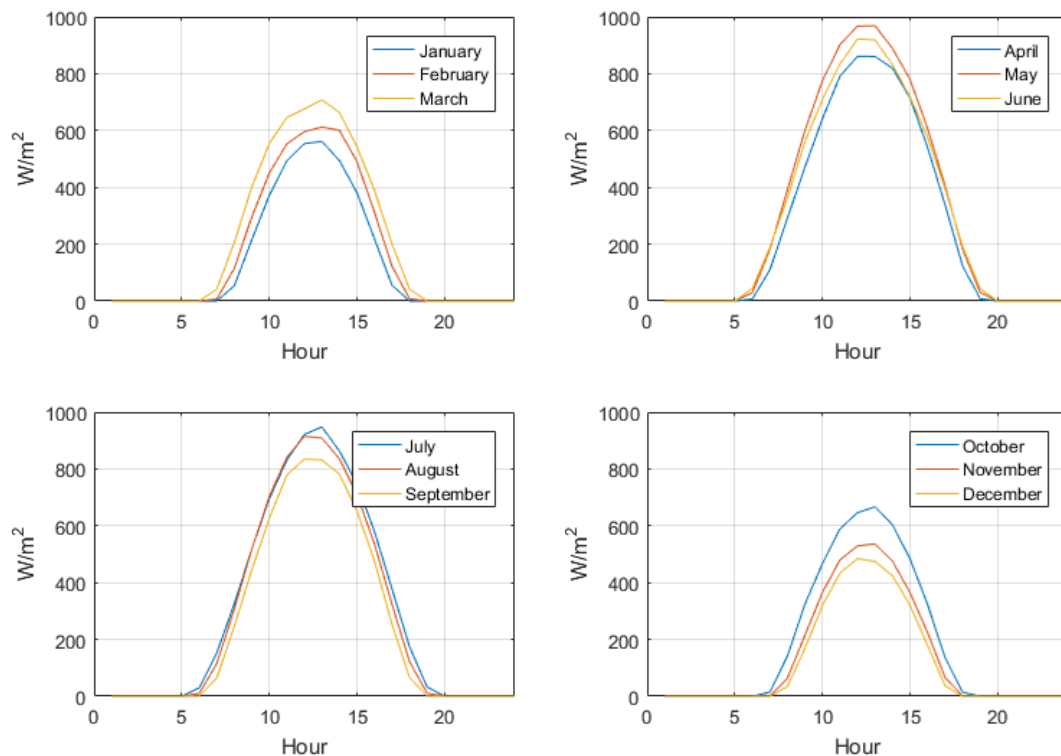 1000
800
600
400
200
0
W/m²
January
February
March
0 5 10 15 20
Hour
1000
800
600
400
200
0
W/m²
April
May
June
0 5 10 15 20
Hour
1000
800
600
400
200
0
W/m²
July
August
September
0 5 10 15 20
Hour
1000
800
600
400
200
0
W/m²
October
November
December
0 5 10 15 20
Hour